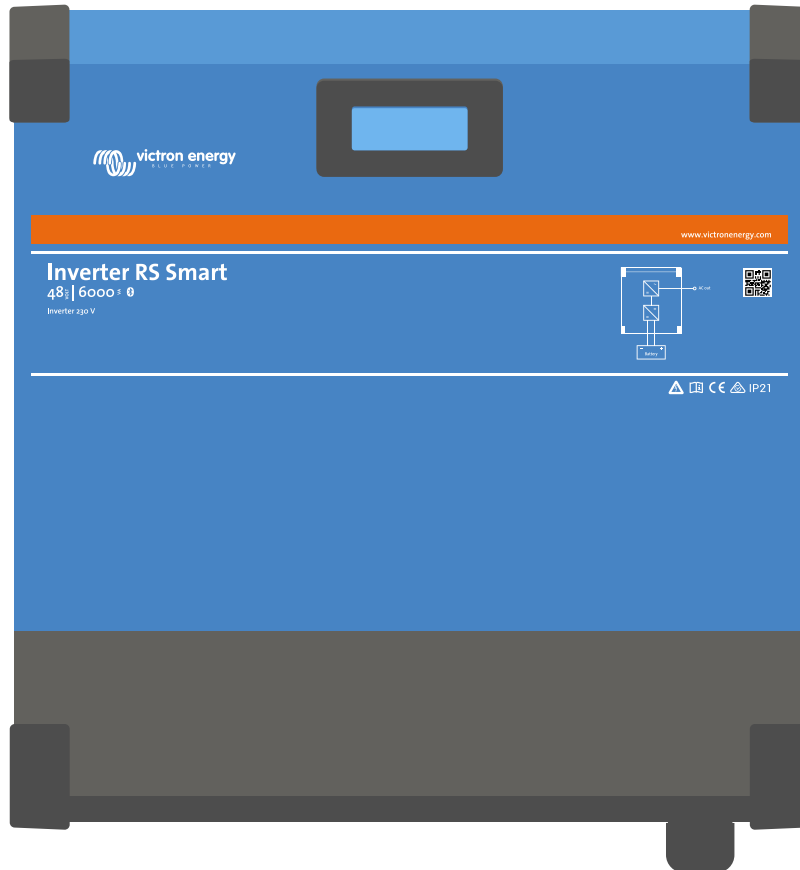 victron energy
BLUE POWER
www.victronenergy.com
Inverter RS Smart
48 | 6000
Inverter 230 V
AC out
Battery
IP21